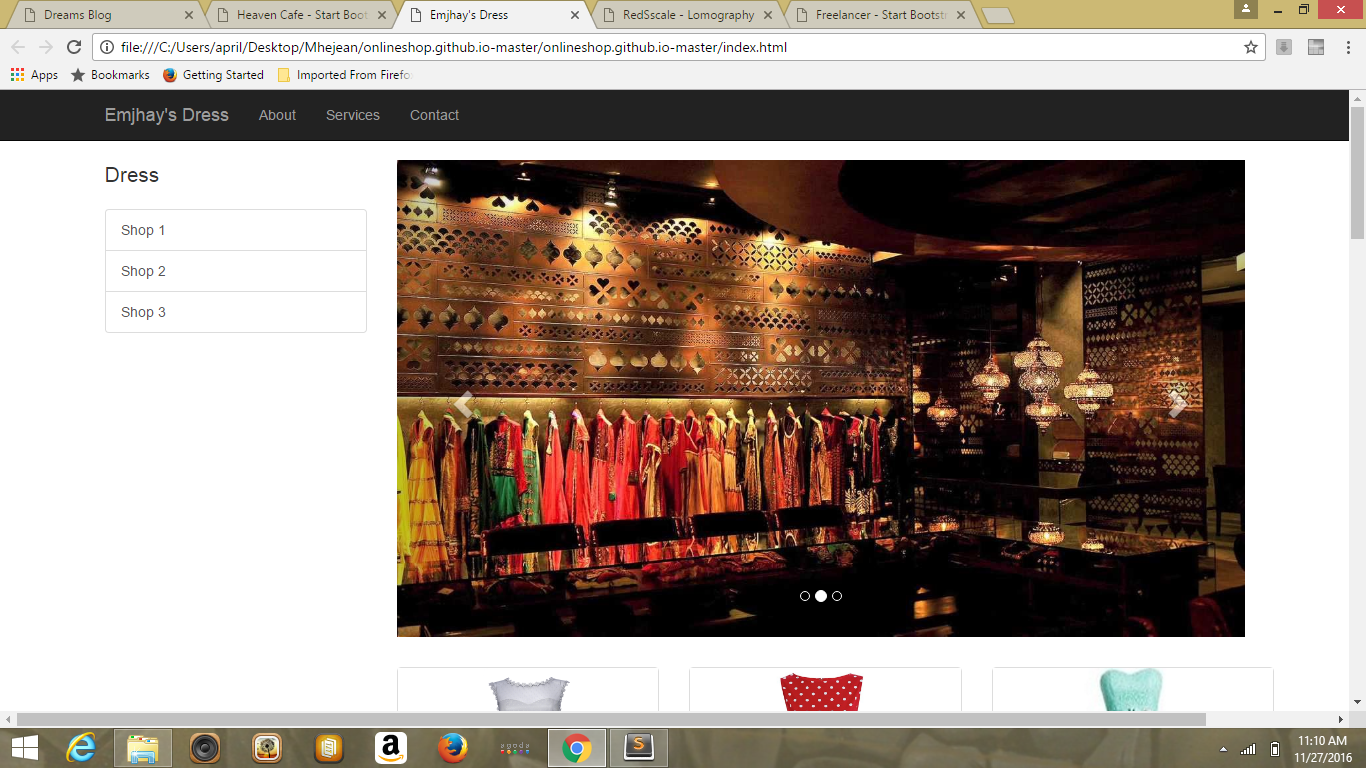 Dreams Blog
Heaven Cafe - Start Boot
Emjhay's Dress
RedSscale - Lomography
Freelancer - Start Bootst
file:///C:/Users/april/Desktop/Mhejean/onlineshop.github.io-master/onlineshop.github.io-master/index.html
Apps Bookmarks Getting Started Imported From Firefo
Emjhay's Dress About Services Contact
Dress
Shop 1
Shop 2
Shop 3
agoda
11:10 AM
11/27/2016